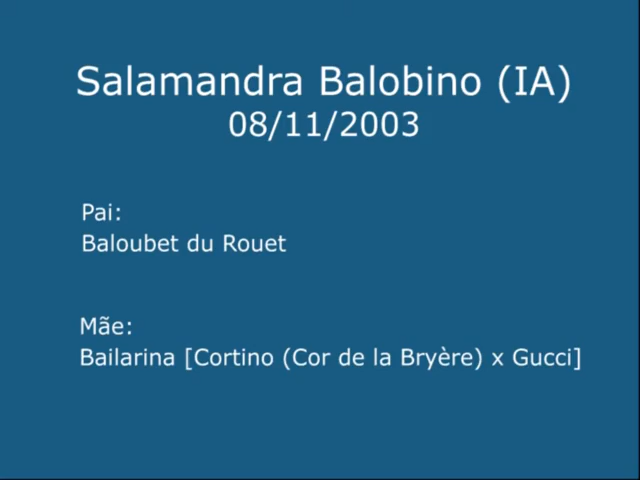 Salamandra Balobino (IA)
08/11/2003
Pai:
Baloubet du Rouet
Mãe:
Bailarina [Cortino (Cor de la Bryère) x Gucci]